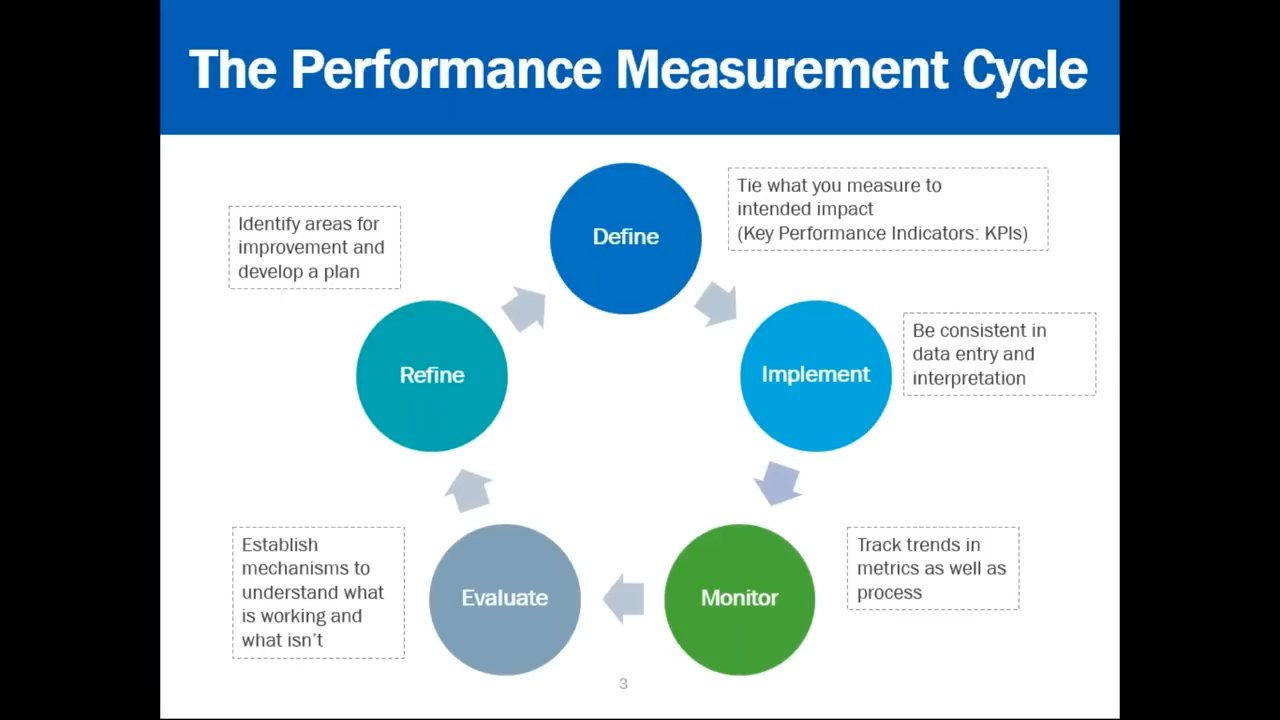 The Performance Measurement Cycle
Define
Tie what you measure to
intended impact
(Key Performance Indicators: KPIs)
Implement
Be consistent in
data entry and
interpretation
Monitor
Track trends in
metrics as well as
process
Evaluate
Establish
mechanisms to
understand what
is working and
what isn't
Refine
Identify areas for
improvement and
develop a plan
3